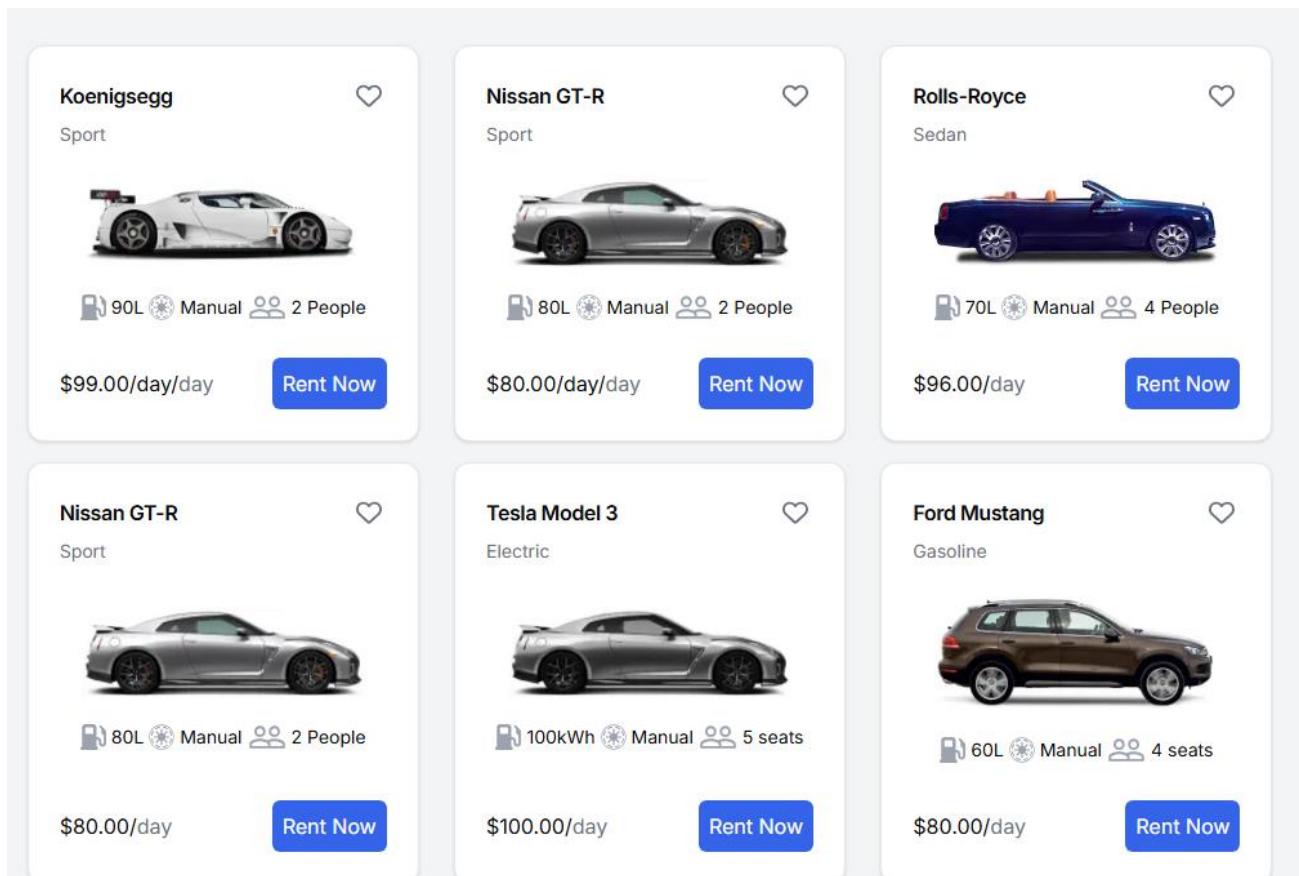 Koenigsegg
Sport
90L Manual 2 People
$99.00/day/day Rent Now
Nissan GT-R
Sport
80L Manual 2 People
$80.00/day/day Rent Now
Rolls-Royce
Sedan
70L Manual 4 People
$96.00/day Rent Now
Nissan GT-R
Sport
80L Manual 2 People
$80.00/day Rent Now
Tesla Model 3
Electric
100kWh Manual 5 seats
$100.00/day Rent Now
Ford Mustang
Gasoline
60L Manual 4 seats
$80.00/day Rent Now